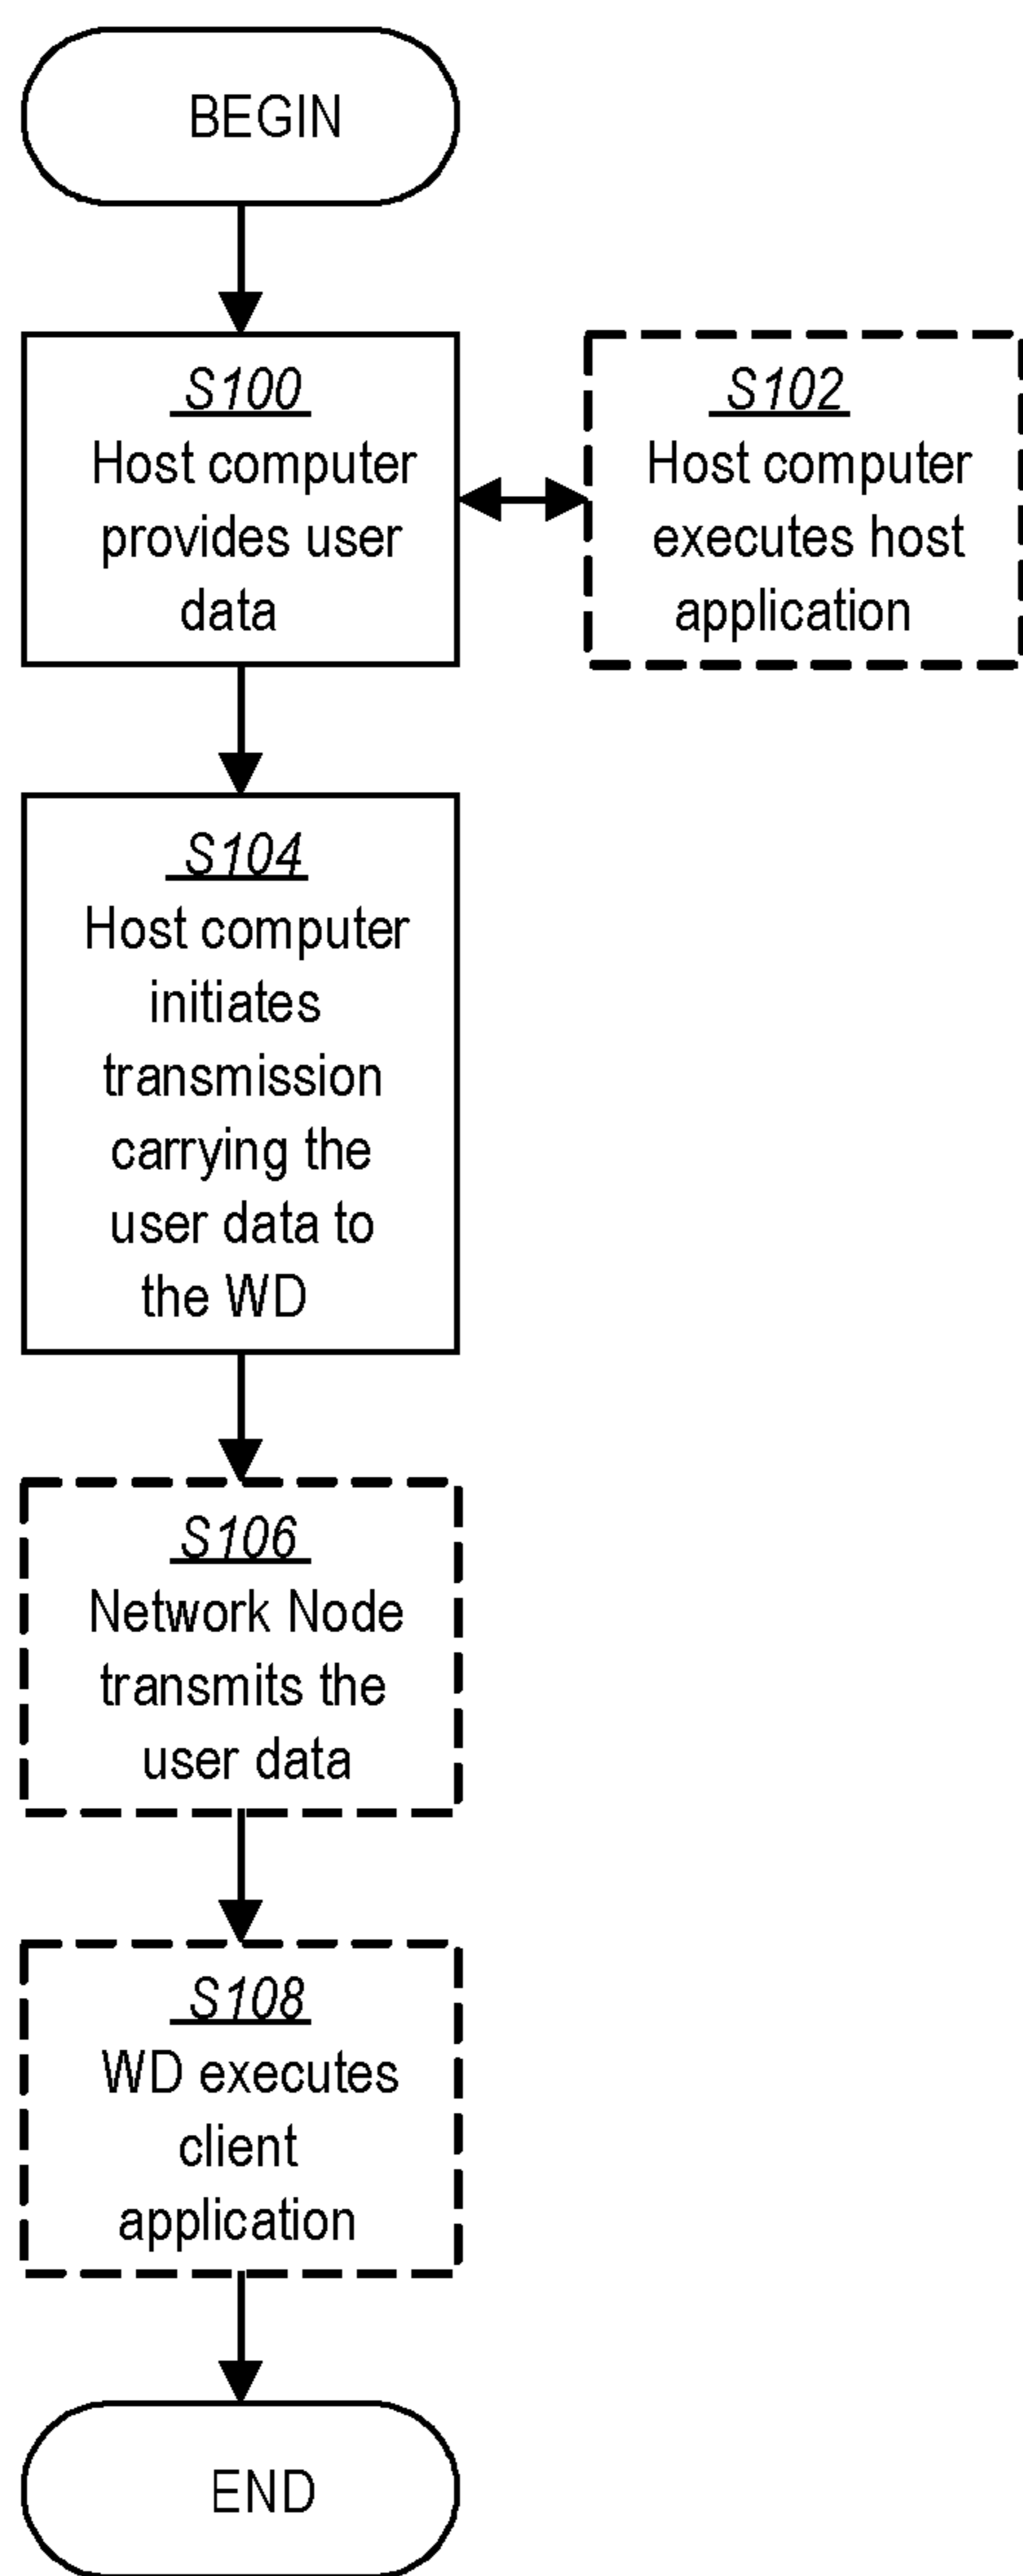 BEGIN
S100
Host computer
provides user
data
S102
Host computer
executes host
application
S104
Host computer
initiates
transmission
carrying the
user data to
the WD
S106
Network Node
transmits the
user data
S108
WD executes
client
application
END